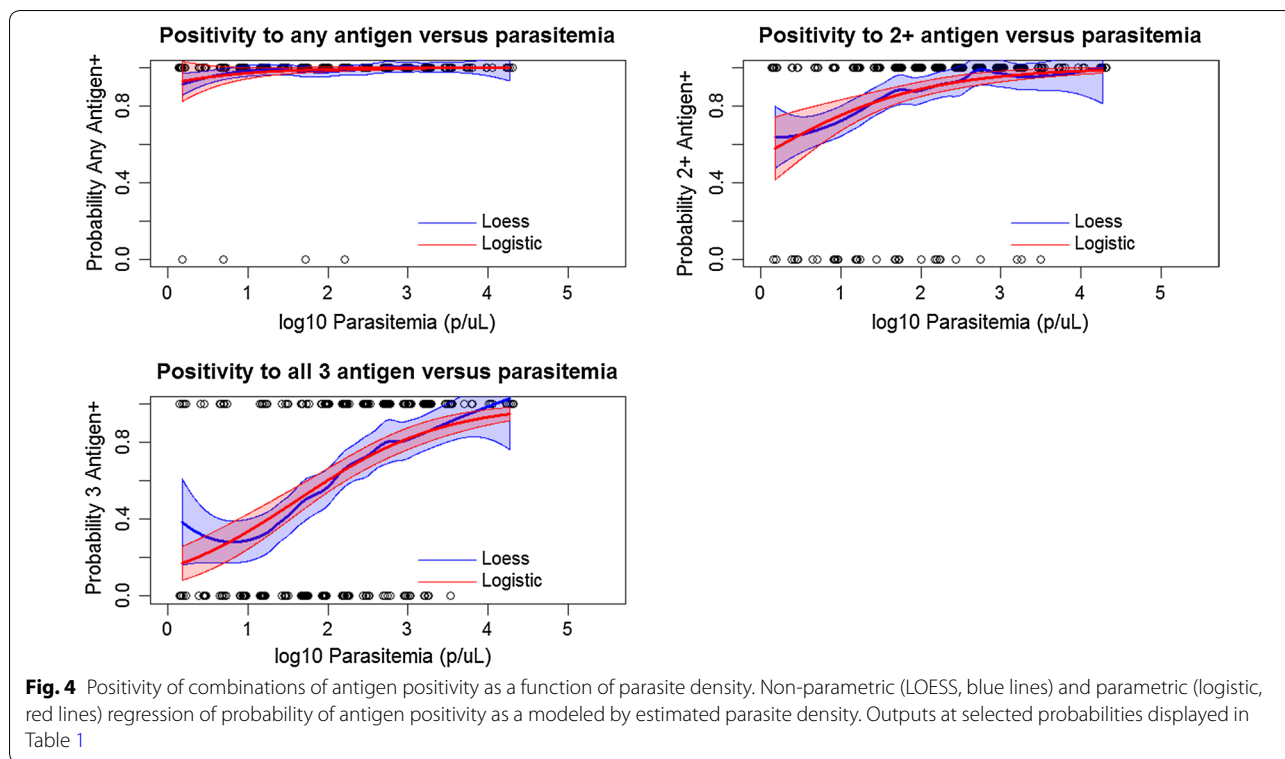 Positivity to any antigen versus parasitemia
Probability Any Antigen+
0.0 0.4 0.8
Loess
Logistic
0 1 2 3 4 5
log10 Parasitemia (p/uL)
Positivity to 2+ antigen versus parasitemia
Probability 2+ Antigen+
0.0 0.4 0.8
Loess
Logistic
0 1 2 3 4 5
log10 Parasitemia (p/uL)
Positivity to all 3 antigen versus parasitemia
Probability 3 Antigen+
0.0 0.4 0.8
Loess
Logistic
0 1 2 3 4 5
log10 Parasitemia (p/uL)
Fig. 4 Positivity of combinations of antigen positivity as a function of parasite density. Non-parametric (LOESS, blue lines) and parametric (logistic,
red lines) regression of probability of antigen positivity as a modeled by estimated parasite density. Outputs at selected probabilities displayed in
Table 1